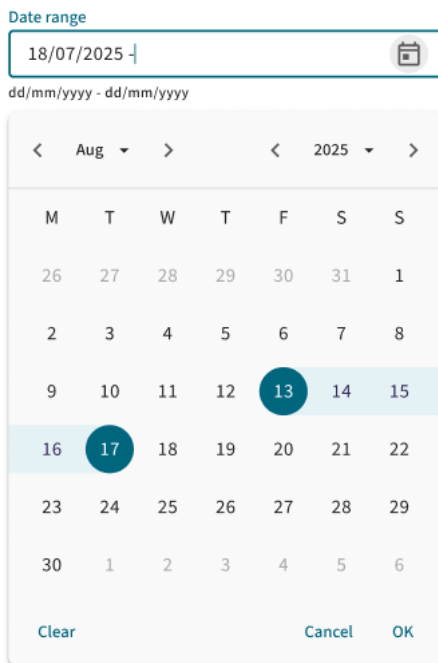 Date range
18/07/2025 -
dd/mm/yyyy - dd/mm/yyyy
Aug 2025
M T W T F S S
26 27 28 29 30 31 1
2 3 4 5 6 7 8
9 10 11 12 13 14 15
16 17 18 19 20 21 22
23 24 25 26 27 28 29
30 1 2 3 4 5 6
Clear Cancel OK